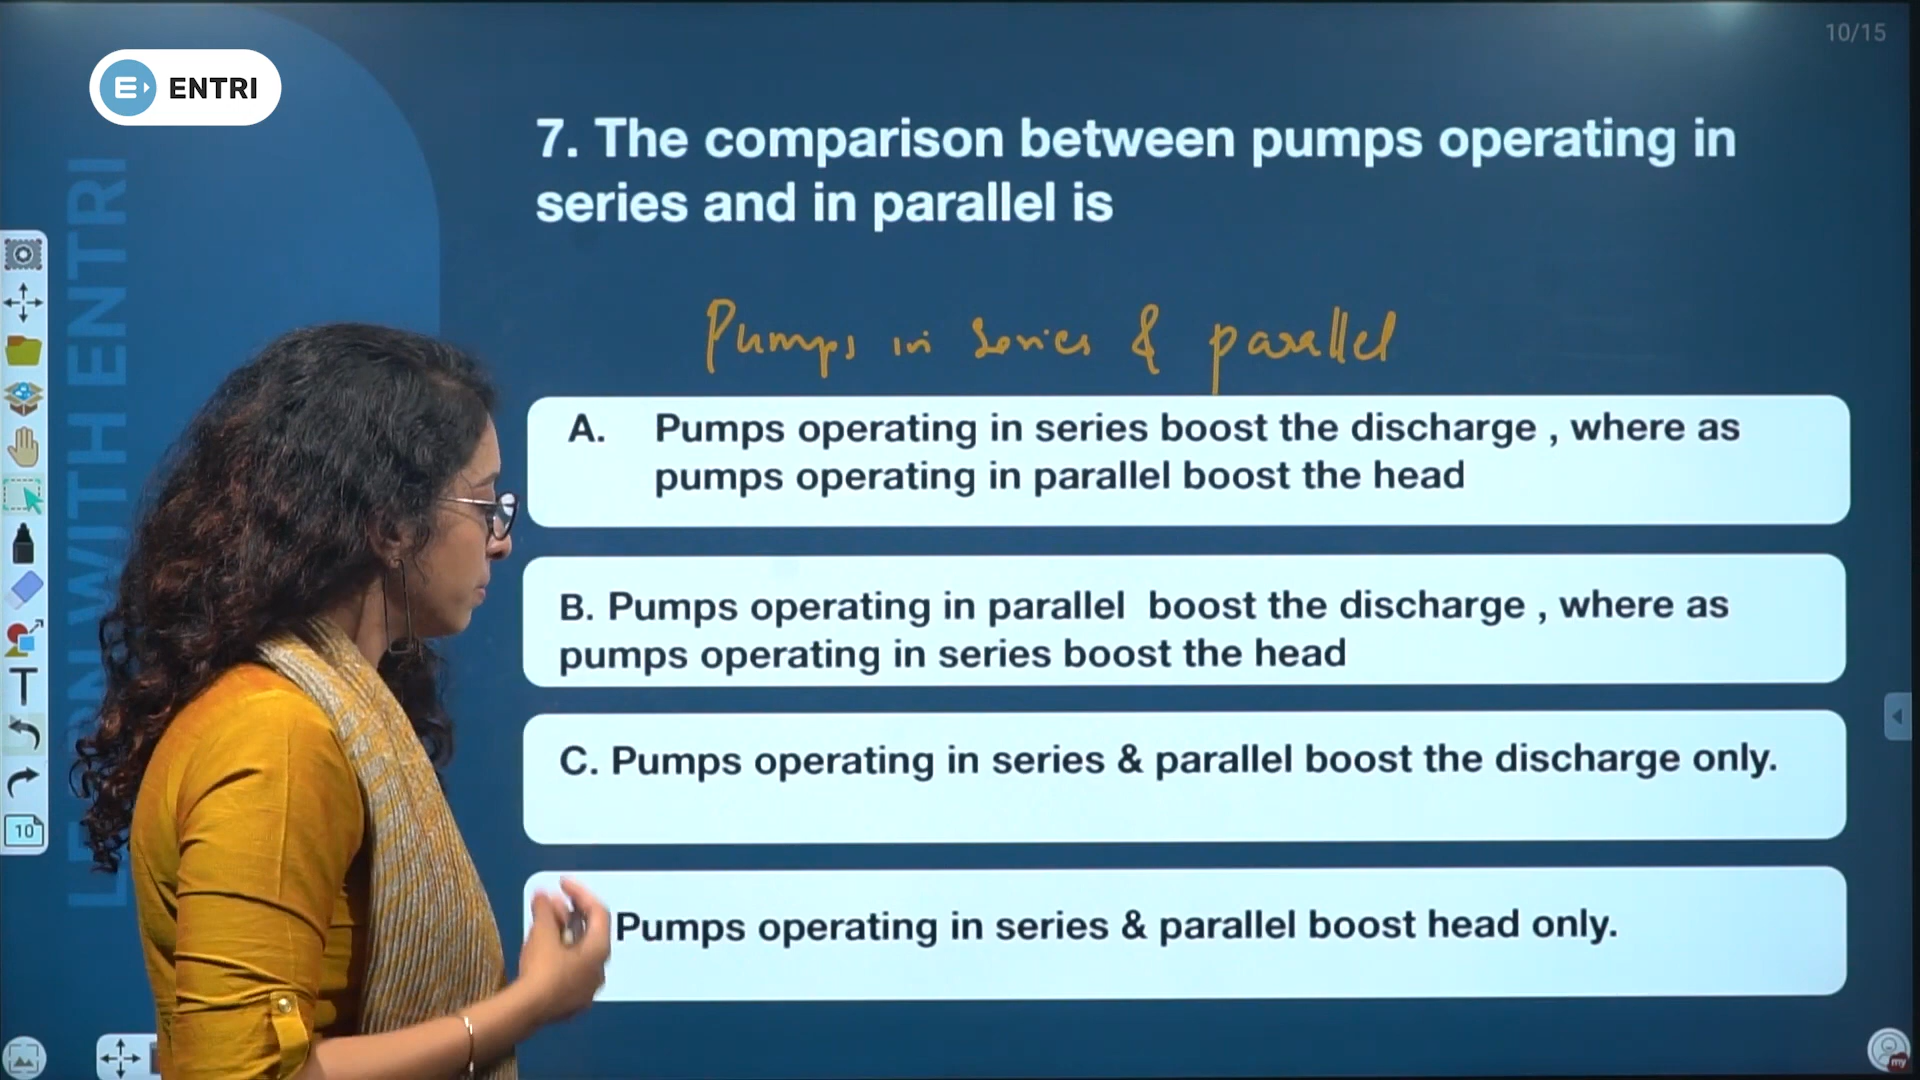 10/15
ENTRI
7. The comparison between pumps operating in
series and in parallel is
Pumps in series & parallel
A. Pumps operating in series boost the discharge , where as
pumps operating in parallel boost the head
B. Pumps operating in parallel boost the discharge , where as
pumps operating in series boost the head
C. Pumps operating in series & parallel boost the discharge only.
Pumps operating in series & parallel boost head only.
WITH ENTRI
T
10
my